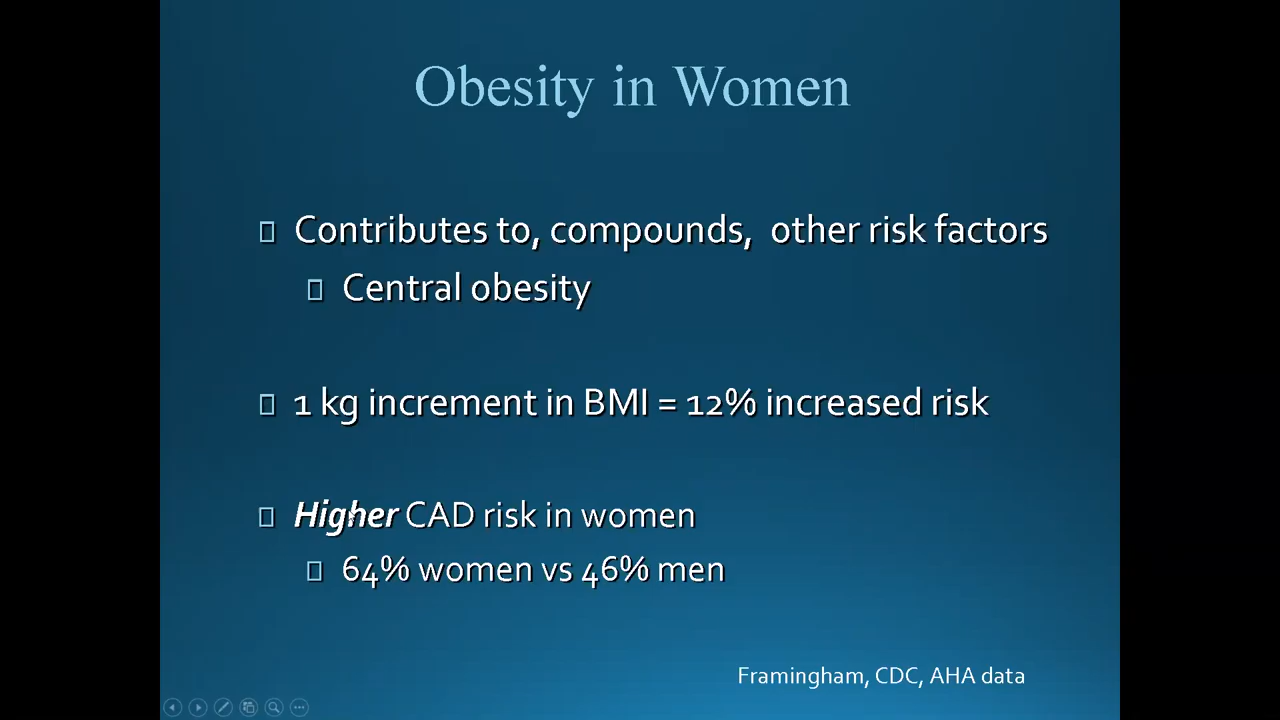 Obesity in Women
Contributes to, compounds, other risk factors
Central obesity
1 kg increment in BMI = 12% increased risk
Higher CAD risk in women
64% women vs 46% men
Framingham, CDC, AHA data